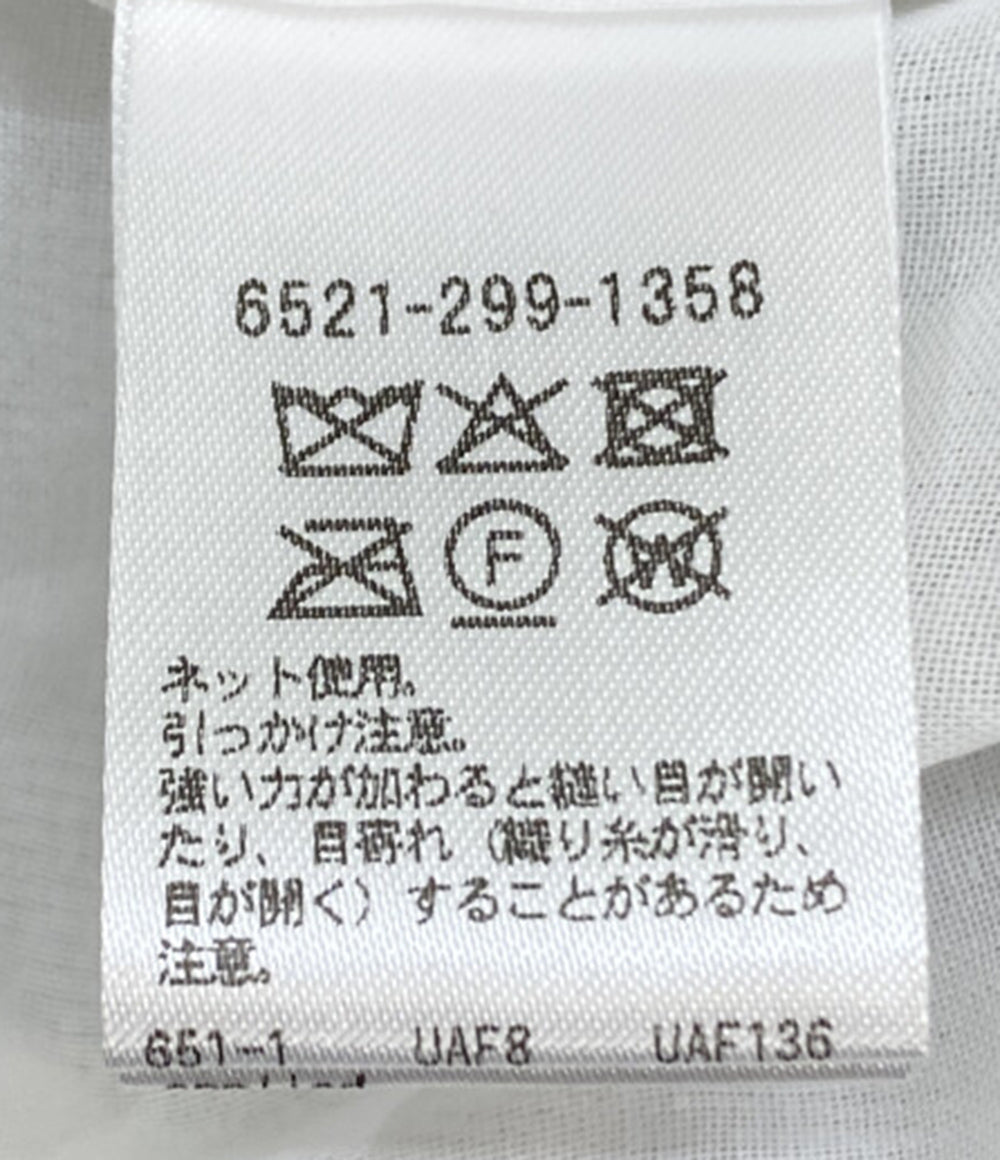 6521-299-1358
F
W
ネット使用。
引っかけ注意。
強い力が加わると縫い目が開い
たり、目寄れ（織り糸が滑り、
目が開く）することがあるため
注意。
651-1 UAF8 UAF136